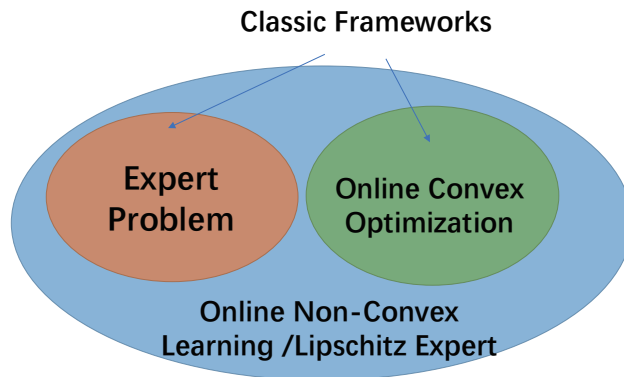 Classic Frameworks
Expert
Problem
Online Convex
Optimization
Online Non-Convex
Learning /Lipschitz Expert